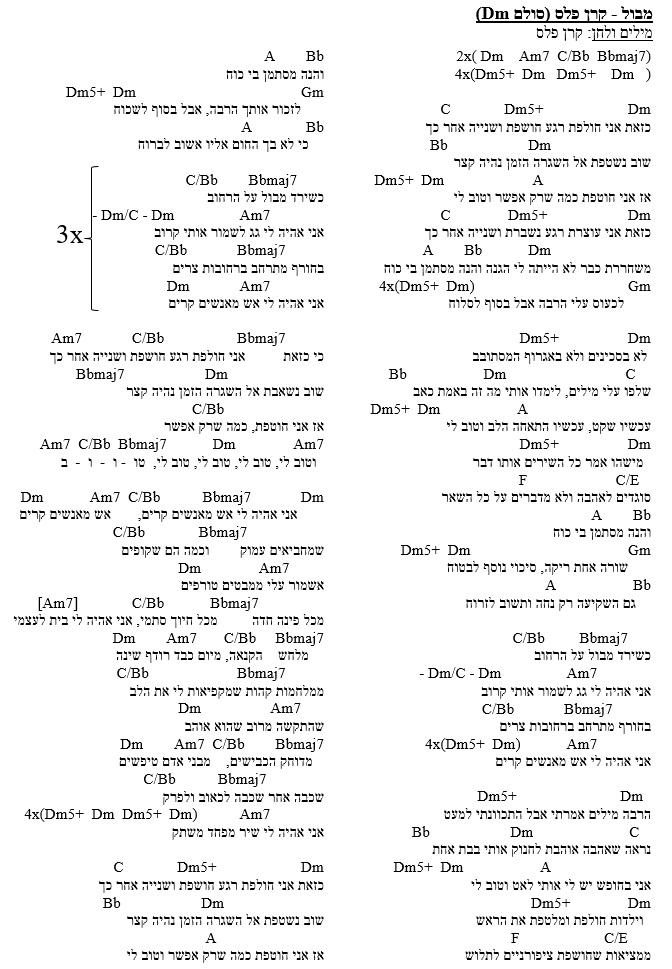 מבול - קרן פלס (סולם Dm)
מילים ולחן: קרן פלס
2x( Dm Am7 C/Bb Bbmaj7)
4x(Dm5+ Dm Dm5+ Dm )
C Dm5+ Dm
כזאת אני חולפת רגע חושפת ושנייה אחר כך
Bb Dm
שוב נשטפת אל השגרה הזמן נהיה קצר
Dm5+ Dm A
אז אני חוטפת כמה שרק אפשר וטוב לי
C Dm5+ Dm
כזאת אני עוצרת רגע נשברת ושנייה אחר כך
A Bb Dm
משחררת כבר לא הייתה לי הגנה והנה מסתמן בי כוח
4x(Dm5+ Dm) Gm
לכעוס עלי הרבה אבל בסוף לסלוח
Dm5+ Dm
לא בסכינים ולא באגרוף המסתובב
Bb Dm C
שלפו עלי מילים, לימדו אותי מה זה באמת כאב
Dm5+ Dm A
עכשיו שקט, עכשיו התאחה הלב וטוב לי
Dm5+ Dm
מישהו אמר כל השירים אותו דבר
F C/E
סוגדים לאהבה ולא מדברים על כל השאר
A Bb
והנה מסתמן בי כוח
Dm5+ Dm Gm
שורה אחת ריקה, סיכוי נוסף לבטוח
A Bb
גם השקיעה רק נחה ותשוב לזרוח
C/Bb Bbmaj7
כשירד מבול על הרחוב
- Dm/C - Dm Am7
אני אהיה לי גג לשמור אותי קרוב
C/Bb Bbmaj7
בחורף מתרחב ברחובות צרים
4x(Dm5+ Dm) Am7
אני אהיה לי אש מאנשים קרים
Dm5+ Dm
הרבה מילים אמרתי אבל התכוונתי למעט
Bb Dm C
נראה שאהבה אוהבת לחנוק אותי בבת אחת
Dm5+ Dm A
אני בחופש יש לי אותי לאט וטוב לי
Dm5+ Dm
וילדות חולפת ומלטפת את הראש
F C/E
ממציאות שחושפת ציפורניים לתלוש
A Bb
והנה מסתמן בי כוח
Dm5+ Dm Gm
לזכור אותך הרבה, אבל בסוף לשכוח
A Bb
כי לא בך החום אליו אשוב לברוח
C/Bb Bbmaj7
כשירד מבול על הרחוב
- Dm/C - Dm Am7
אני אהיה לי גג לשמור אותי קרוב
3x
C/Bb Bbmaj7
בחורף מתרחב ברחובות צרים
Dm Am7
אני אהיה לי אש מאנשים קרים
Am7 C/Bb Bbmaj7
כי כזאת אני חולפת רגע חושפת ושנייה אחר כך
Bbmaj7 Dm
שוב נשאבת אל השגרה הזמן נהיה קצר
C/Bb
אז אני חוטפת, כמה שרק אפשר
Am7 C/Bb Bbmaj7 Dm Am7
וטוב לי, טוב לי, טוב לי, טוב לי, טו - ו - ו - ב
Dm Am7 C/Bb Bbmaj7 Dm
אני אהיה לי אש מאנשים קרים, אש מאנשים קרים
C/Bb Bbmaj7
שמחביאים עמוק וכמה הם שקופים
Dm Am7
אשמור עלי ממבטים טורפים
[Am7] C/Bb Bbmaj7
מכל פינה חדה מכל חיוך סתמי, אני אהיה לי בית לעצמי
Dm Am7 C/Bb Bbmaj7
מלחש הקנאה, מיום כבד רודף שינה
C/Bb Bbmaj7
ממלחמות קהות שמקפיאות לי את הלב
Dm Am7
שהתקשה מרוב שהוא אוהב
Dm Am7 C/Bb Bbmaj7
מדוחק הכבישים, מבני אדם טיפשים
C/Bb Bbmaj7
שכבה אחר שכבה לכאוב ולפרק
4x(Dm5+ Dm Dm5+ Dm) Am7
אני אהיה לי שיר מפחד משתק
C Dm5+ Dm
כזאת אני חולפת רגע חושפת ושנייה אחר כך
Bb Dm
שוב נשטפת אל השגרה הזמן נהיה קצר
A
אז אני חוטפת כמה שרק אפשר וטוב לי